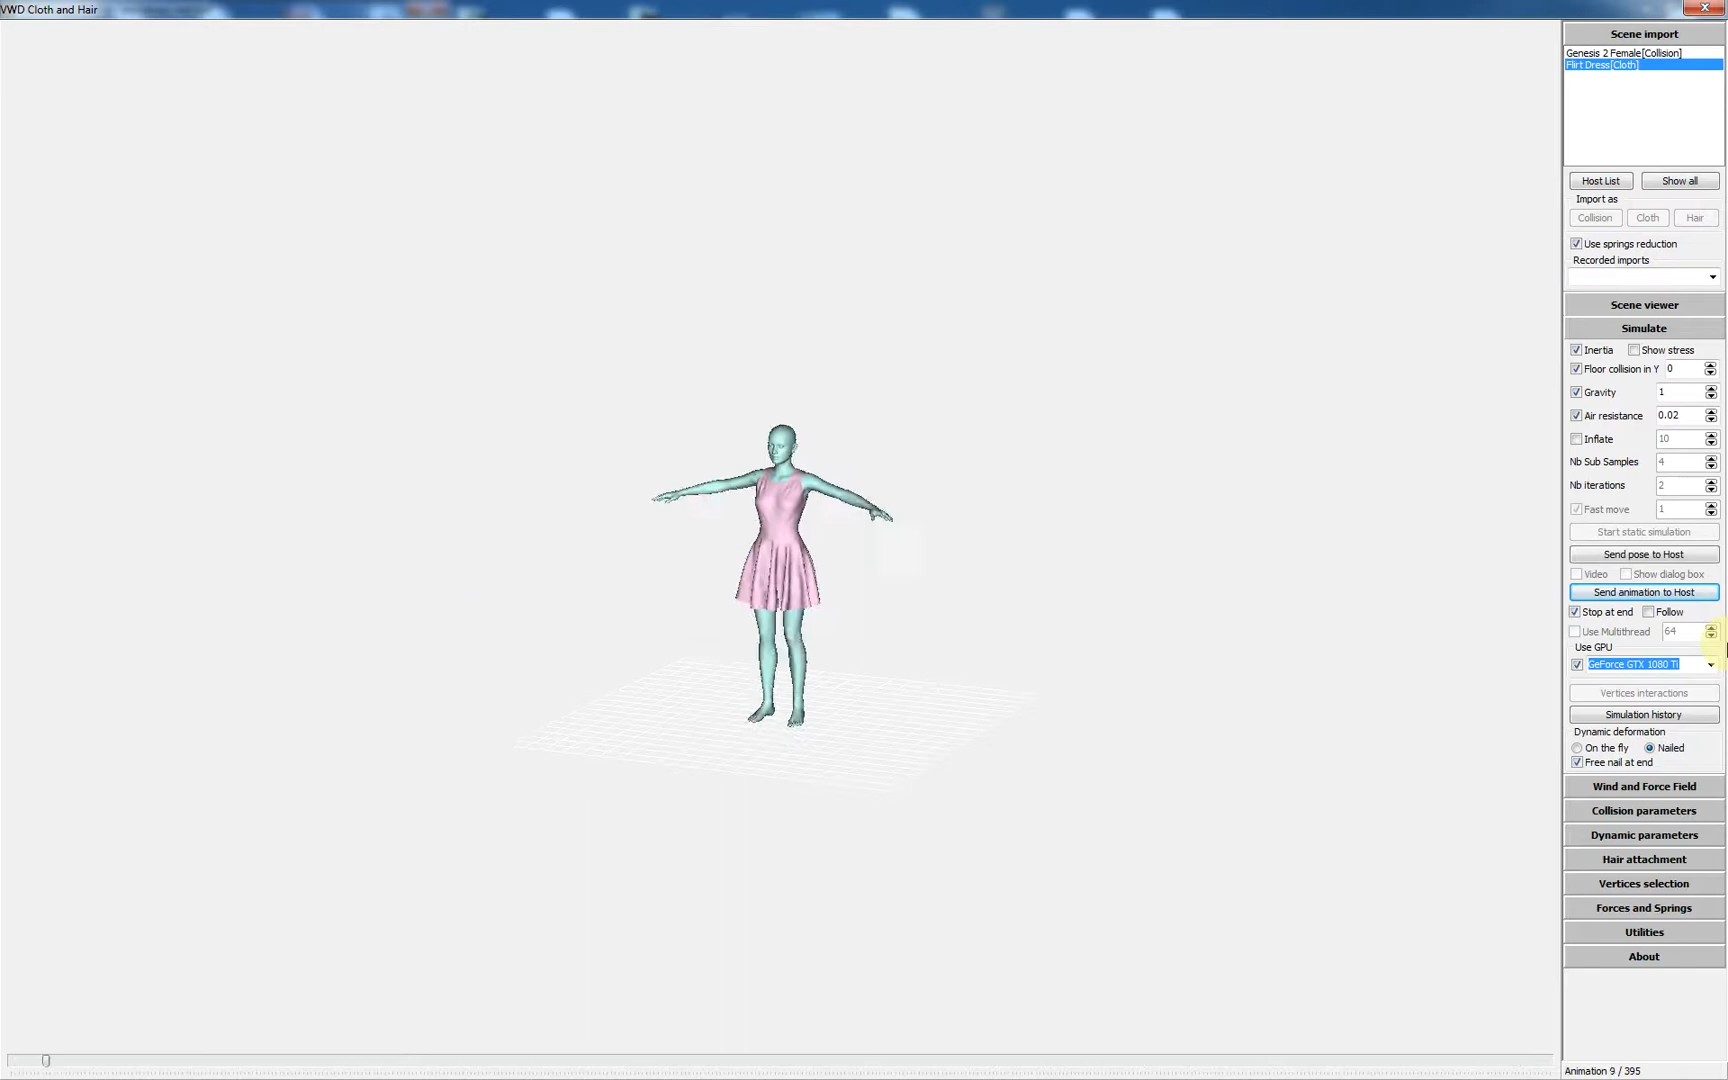 VWD Cloth and Hair
Scene import
Genesis 2 Female[Collision]
Flirt Dress[Cloth]
Host List Show all
Import as
Collision Cloth Hair
Use springs reduction
Recorded imports
Scene viewer
Simulate
Inertia Show stress
Floor collision in Y 0
Gravity 1
Air resistance 0.02
Inflate 10
Nb Sub Samples 4
Nb iterations 2
Fast move 1
Start static simulation
Send pose to Host
Video Show dialog box
Send animation to Host
Stop at end Follow
Use Multithread 64
Use GPU
GeForce GTX 1080 Ti
Vertices interactions
Simulation history
Dynamic deformation
On the fly Nailed
Free nail at end
Wind and Force Field
Collision parameters
Dynamic parameters
Hair attachment
Vertices selection
Forces and Springs
Utilities
About
Animation 9 / 395